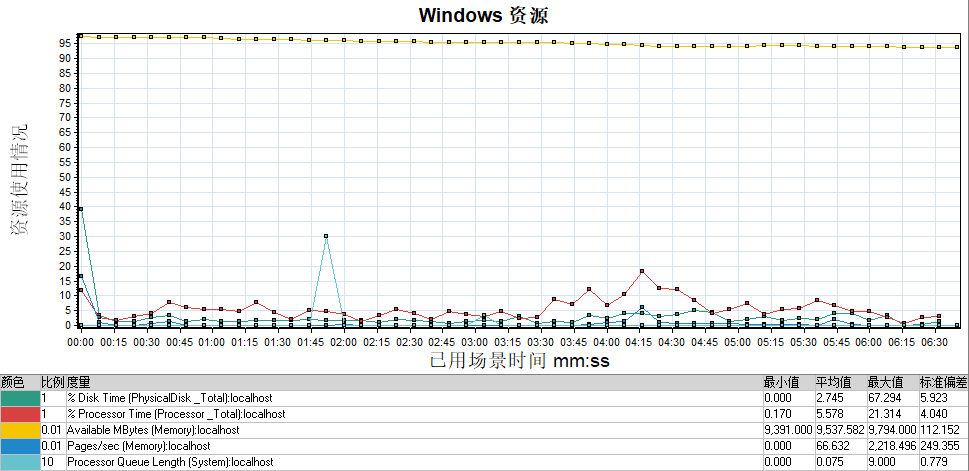 Windows 资源
资源使用情况
95
90
85
80
75
70
65
60
55
50
45
40
35
30
25
20
15
10
5
0
00:00 00:15 00:30 00:45 01:00 01:15 01:30 01:45 02:00 02:15 02:30 02:45 03:00 03:15 03:30 03:45 04:00 04:15 04:30 04:45 05:00 05:15 05:30 05:45 06:00 06:15 06:30
已用场景时间 mm:ss
颜色 比例 度量 最小值 平均值 最大值 标准偏差
1 % Disk Time (PhysicalDisk _Total):localhost 0.000 2.745 67.294 5.923
1 % Processor Time (Processor _Total):localhost 0.170 5.578 21.314 4.040
0.01 Available MBytes (Memory):localhost 9,391.000 9,537.582 9,794.000 112.152
0.01 Pages/sec (Memory):localhost 0.000 66.632 2,218.496 249.355
10 Processor Queue Length (System):localhost 0.000 0.075 9.000 0.779